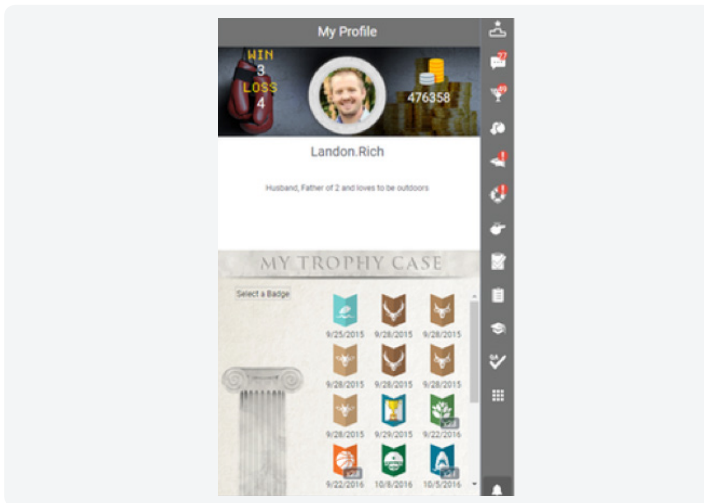 My Profile
WIN
3
LOSS
4
476358
Landon.Rich
Husband, Father of 2 and loves to be outdoors
MY TROPHY CASE
Select a Badge
9/25/2015 9/28/2015 9/28/2015
9/28/2015 9/28/2015 9/28/2015
9/28/2015 9/29/2015 9/22/2016
9/22/2016 10/6/2016 10/5/2016
77
49
!
!
QA